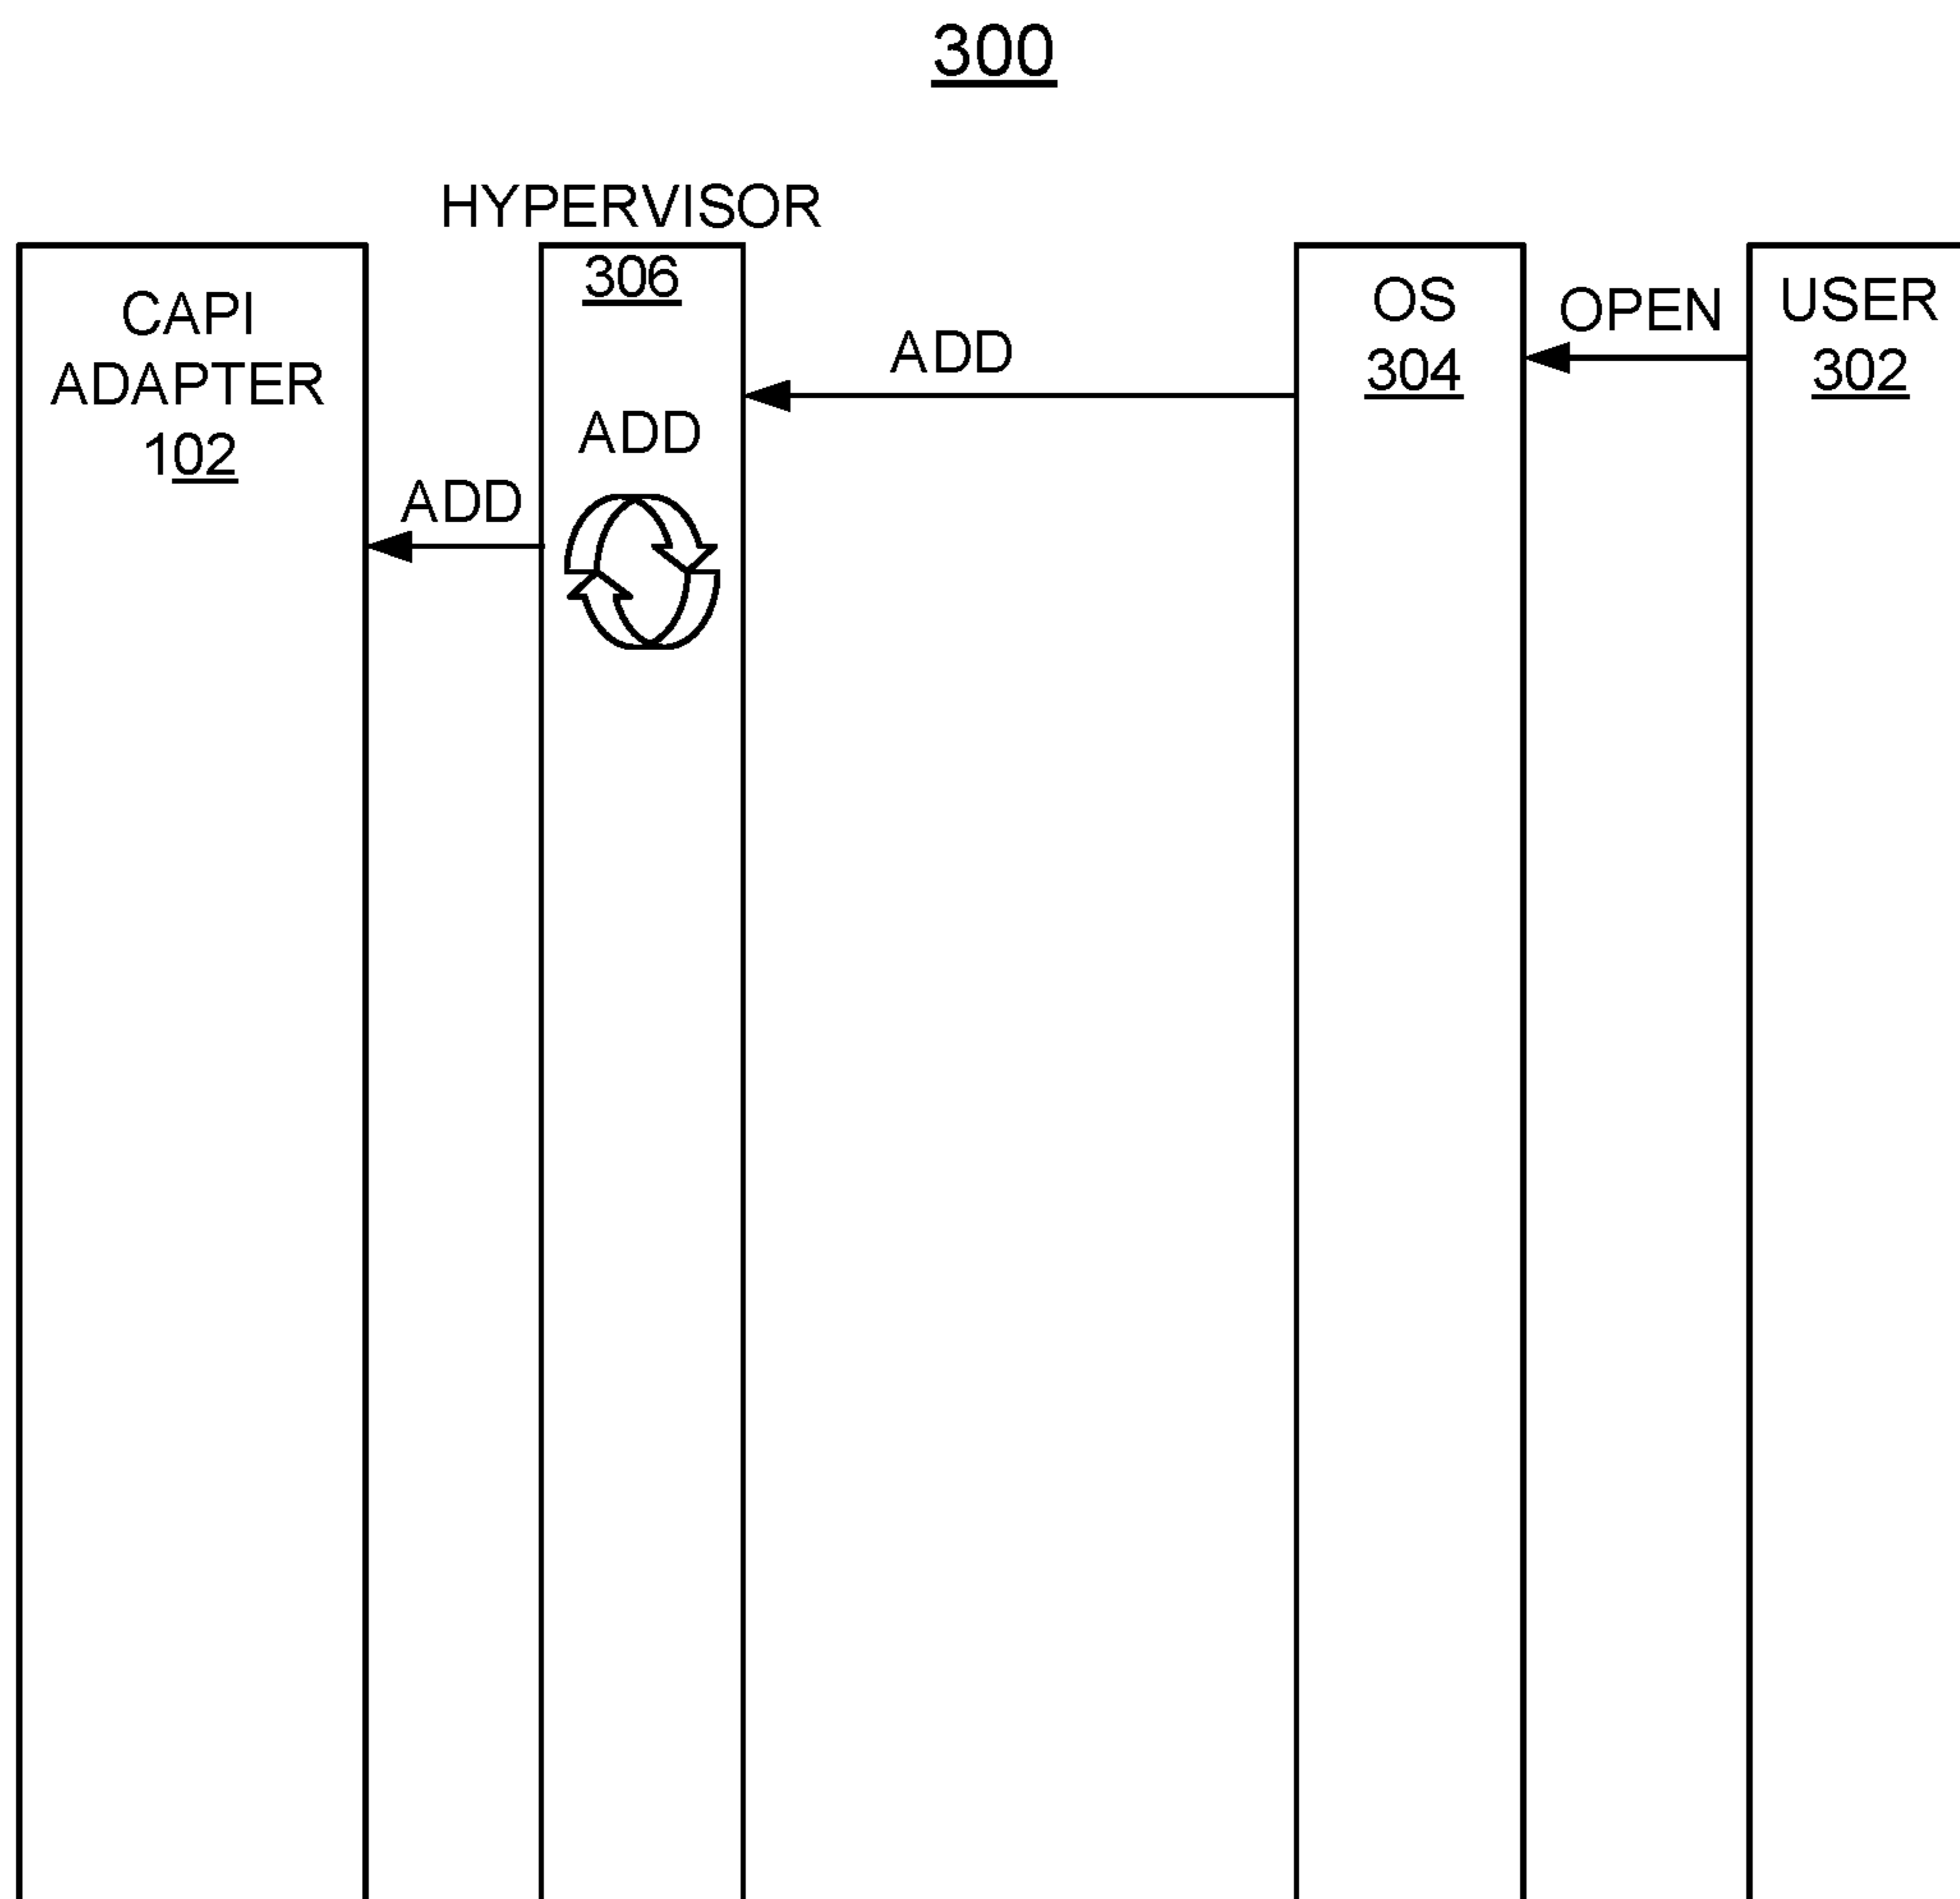 300
HYPERVISOR
306
CAPI
ADAPTER
102
OS
304
USER
302
OPEN
ADD
ADD
ADD